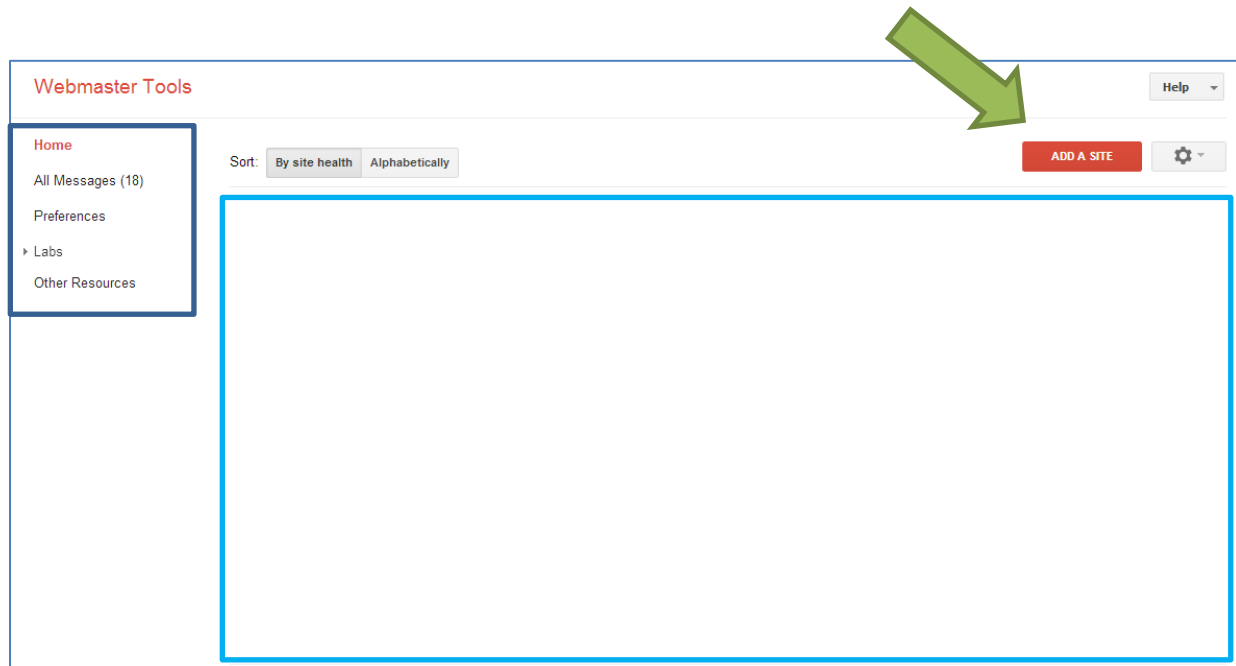 Webmaster Tools
Help
Home
All Messages (18)
Preferences
Labs
Other Resources
Sort: By site health Alphabetically
ADD A SITE